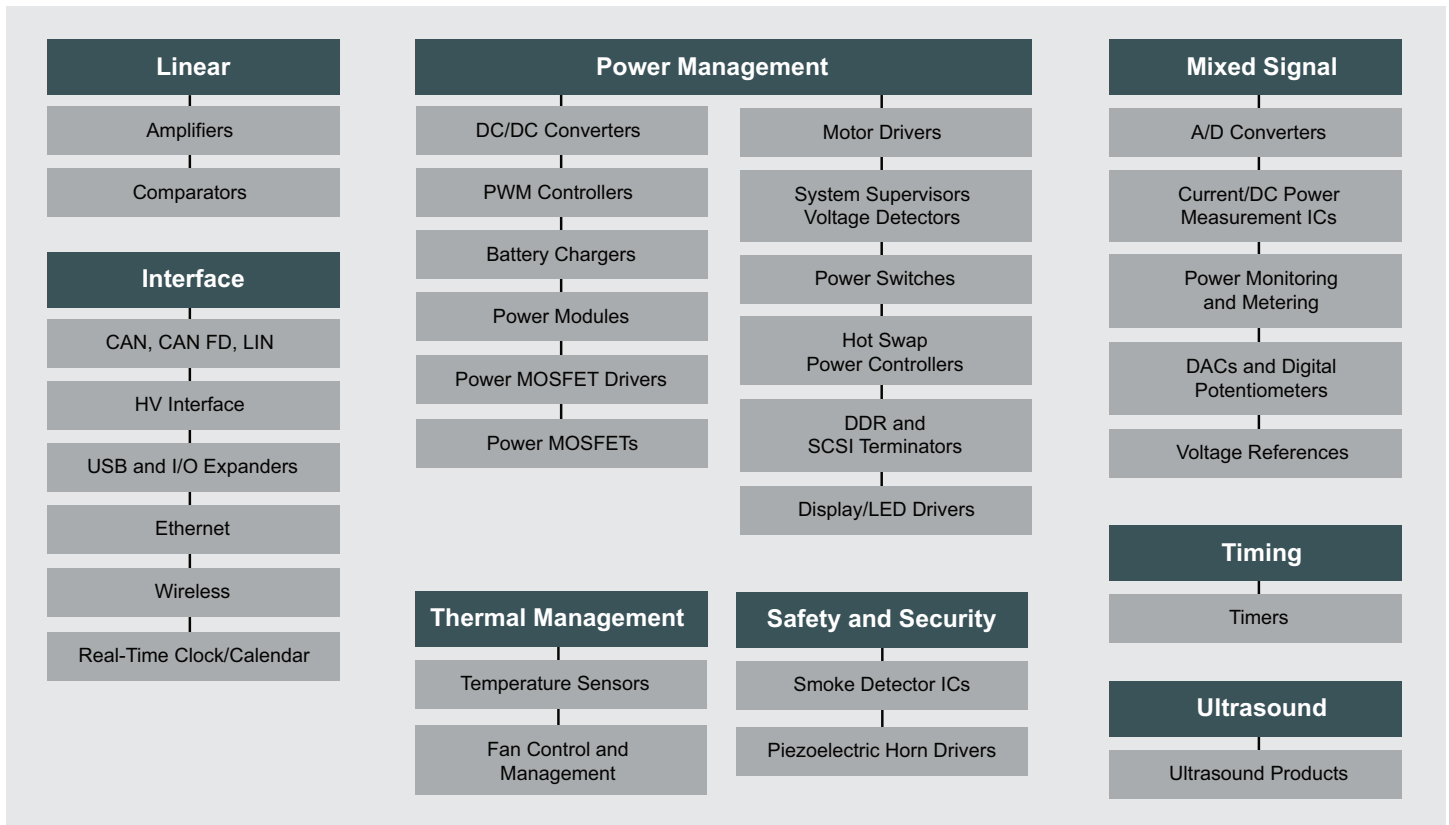 Linear
Amplifiers
Comparators
Interface
CAN, CAN FD, LIN
HV Interface
USB and I/O Expanders
Ethernet
Wireless
Real-Time Clock/Calendar
Power Management
DC/DC Converters
PWM Controllers
Battery Chargers
Power Modules
Power MOSFET Drivers
Power MOSFETs
Motor Drivers
System Supervisors
Voltage Detectors
Power Switches
Hot Swap
Power Controllers
DDR and
SCSI Terminators
Display/LED Drivers
Thermal Management
Temperature Sensors
Fan Control and
Management
Safety and Security
Smoke Detector ICs
Piezoelectric Horn Drivers
Mixed Signal
A/D Converters
Current/DC Power
Measurement ICs
Power Monitoring
and Metering
DACs and Digital
Potentiometers
Voltage References
Timing
Timers
Ultrasound
Ultrasound Products